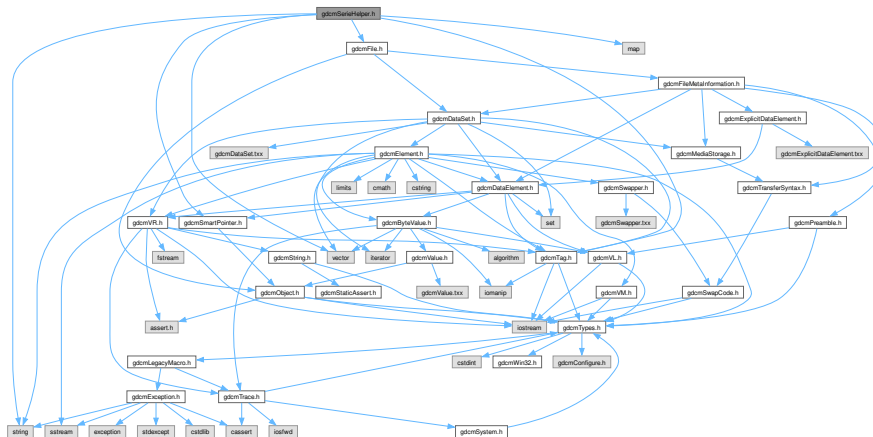 gdcmSerieHelper.h
gdcmFile.h
map
gdcmFileMetaInformation.h
gdcmDataSet.h
gdcmExplicitDataElement.h
gdcmDataSet.txx
gdcmElement.h
gdcmMediaStorage.h
gdcmExplicitDataElement.txx
limits
cmath
cstring
gdcmDataElement.h
gdcmSwapper.h
gdcmTransferSyntax.h
gdcmVR.h
gdcmSmartPointer.h
gdcmByteValue.h
set
gdcmSwapper.txx
gdcmPreamble.h
fstream
gdcmString.h
vector
iterator
gdcmValue.h
algorithm
gdcmTag.h
gdcmVL.h
gdcmObject.h
gdcmStaticAssert.h
gdcmValue.txx
iomanip
gdcmVM.h
gdcmSwapCode.h
assert.h
iostream
gdcmTypes.h
gdcmLegacyMacro.h
cstdint
gdcmWin32.h
gdcmConfigure.h
gdcmException.h
gdcmTrace.h
string
sstream
exception
stdexcept
cstdlib
cassert
iosfwd
gdcmSystem.h